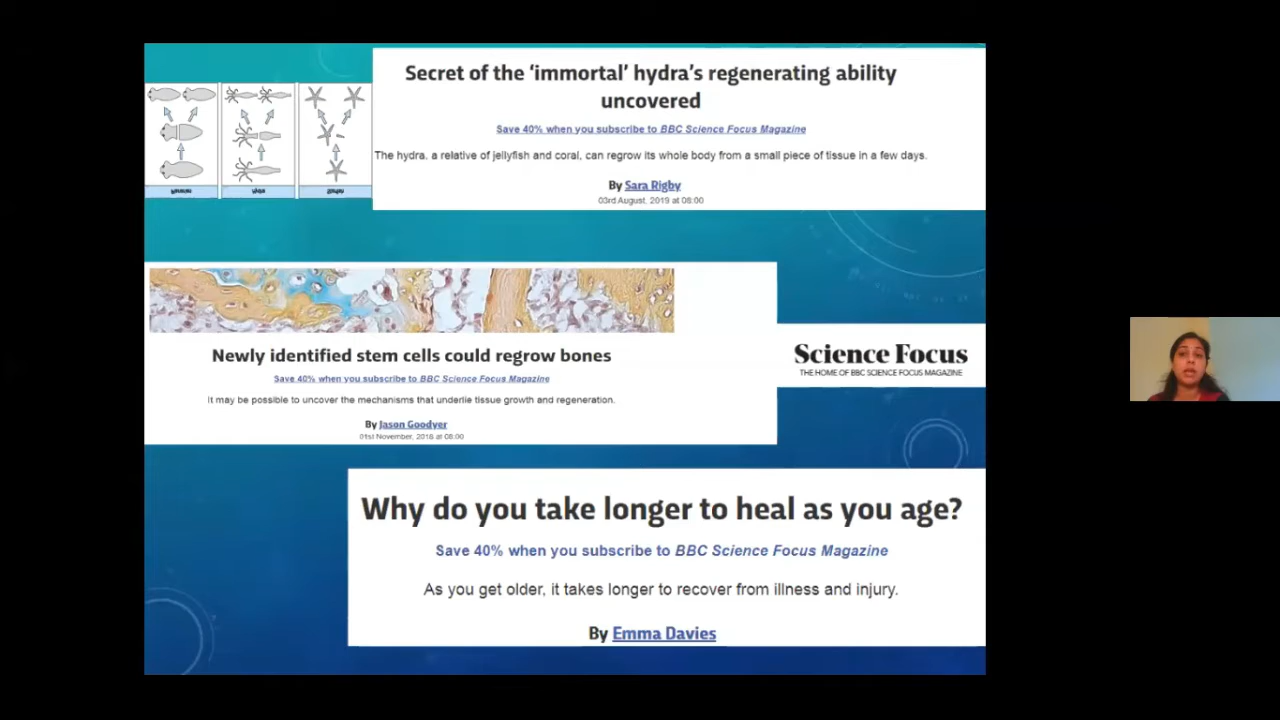 Secret of the ‘immortal’ hydra’s regenerating ability
uncovered
Save 40% when you subscribe to BBC Science Focus Magazine
The hydra, a relative of jellyfish and coral, can regrow its whole body from a small piece of tissue in a few days.
By Sara Rigby
03rd August, 2019 at 08:00
Hydra
Newly identified stem cells could regrow bones
Save 40% when you subscribe to BBC Science Focus Magazine
It may be possible to uncover the mechanisms that underlie tissue growth and regeneration.
By Jason Goodyer
01st November, 2018 at 08:00
Science Focus
THE HOME OF BBC SCIENCE FOCUS MAGAZINE
Why do you take longer to heal as you age?
Save 40% when you subscribe to BBC Science Focus Magazine
As you get older, it takes longer to recover from illness and injury.
By Emma Davies